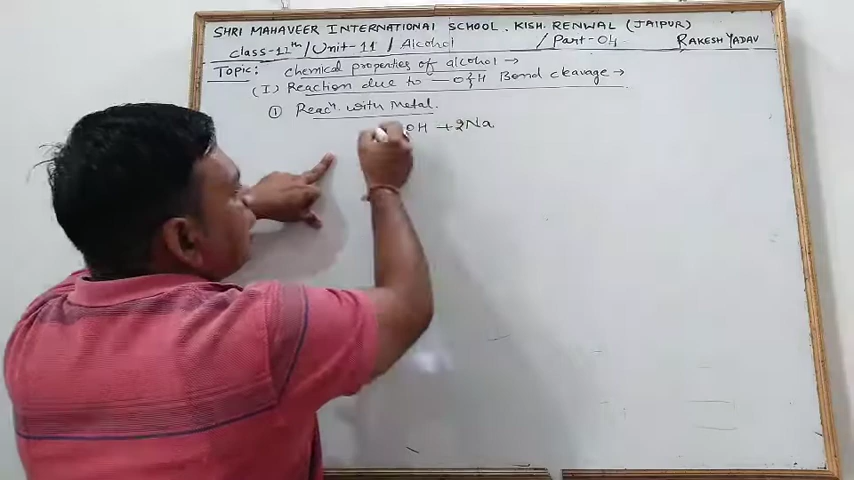 SHRI MAHAVEER INTERNATIONAL SCHOOL . KISH. RENWAL (JAIPUR)
class-12th / Unit-11 / Alcohol / Part-04 RAKESH YADAV
Topic: chemical properties of alcohol →
(I) Reaction due to —O}H Bond cleavage →
① Reacn. with Metal.
OH + 2Na